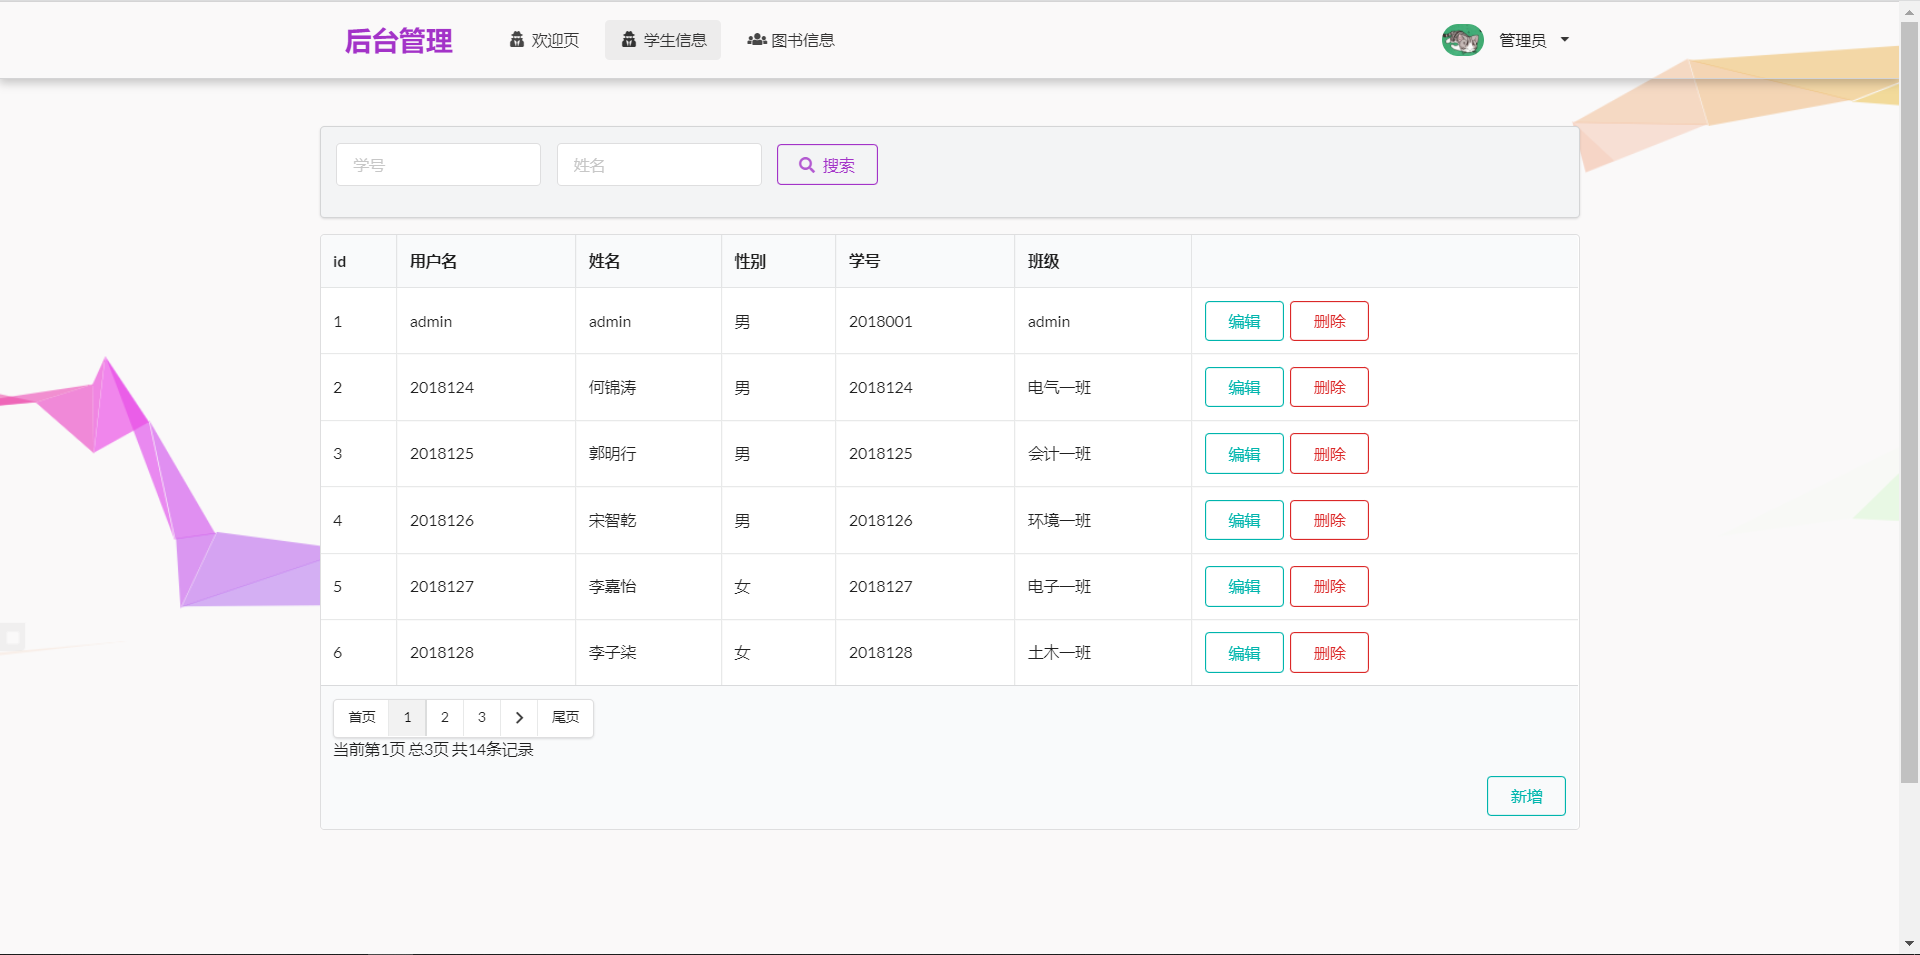 后台管理 欢迎页 学生信息 图书信息 管理员
学号 姓名 搜索
id 用户名 姓名 性别 学号 班级
1 admin admin 男 2018001 admin 编辑 删除
2 2018124 何锦涛 男 2018124 电气一班 编辑 删除
3 2018125 郭明行 男 2018125 会计一班 编辑 删除
4 2018126 宋智乾 男 2018126 环境一班 编辑 删除
5 2018127 李嘉怡 女 2018127 电子一班 编辑 删除
6 2018128 李子柒 女 2018128 土木一班 编辑 删除
首页 1 2 3 尾页
当前第1页 总3页 共14条记录
新增